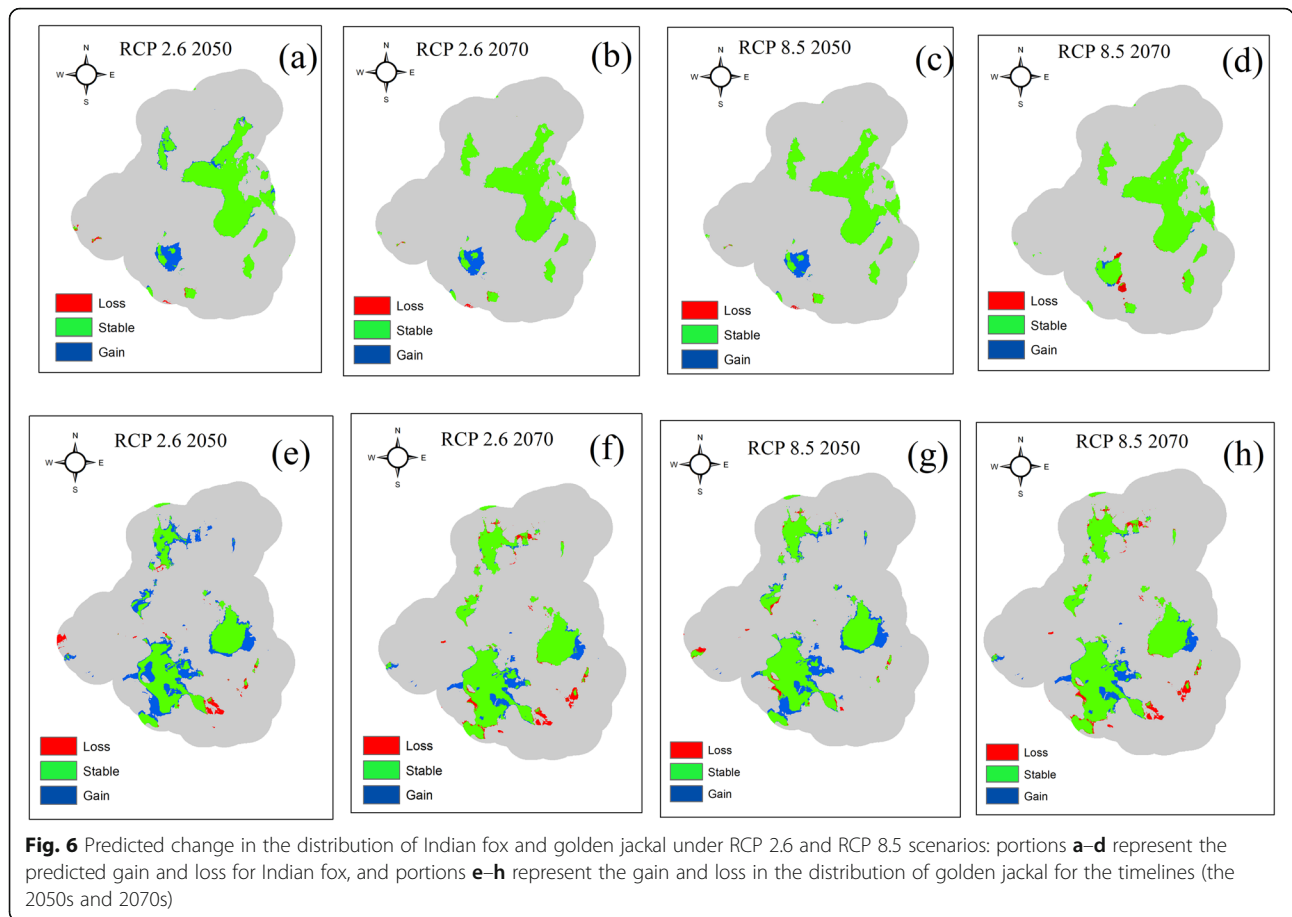 RCP 2.6 2050
(a)
N
W E
S
Loss
Stable
Gain
RCP 2.6 2070
(b)
N
W E
S
Loss
Stable
Gain
RCP 8.5 2050
(c)
N
W E
S
Loss
Stable
Gain
RCP 8.5 2070
(d)
N
W E
S
Loss
Stable
Gain
RCP 2.6 2050
(e)
N
W E
S
Loss
Stable
Gain
RCP 2.6 2070
(f)
N
W E
S
Loss
Stable
Gain
RCP 8.5 2050
(g)
N
W E
S
Loss
Stable
Gain
RCP 8.5 2070
(h)
N
W E
S
Loss
Stable
Gain
Fig. 6 Predicted change in the distribution of Indian fox and golden jackal under RCP 2.6 and RCP 8.5 scenarios: portions a–d represent the
predicted gain and loss for Indian fox, and portions e–h represent the gain and loss in the distribution of golden jackal for the timelines (the
2050s and 2070s)